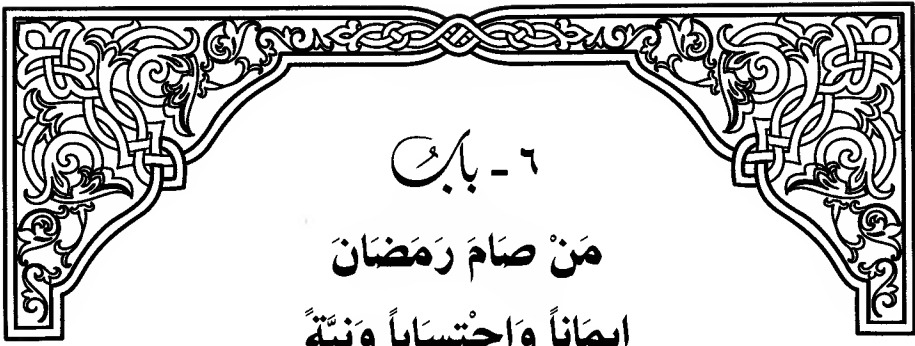 ٦ - بابُ
مَنْ صَامَ رَمَضَانَ
إيمَاناً وَاحْتِسَاباً وَنِيَّةً